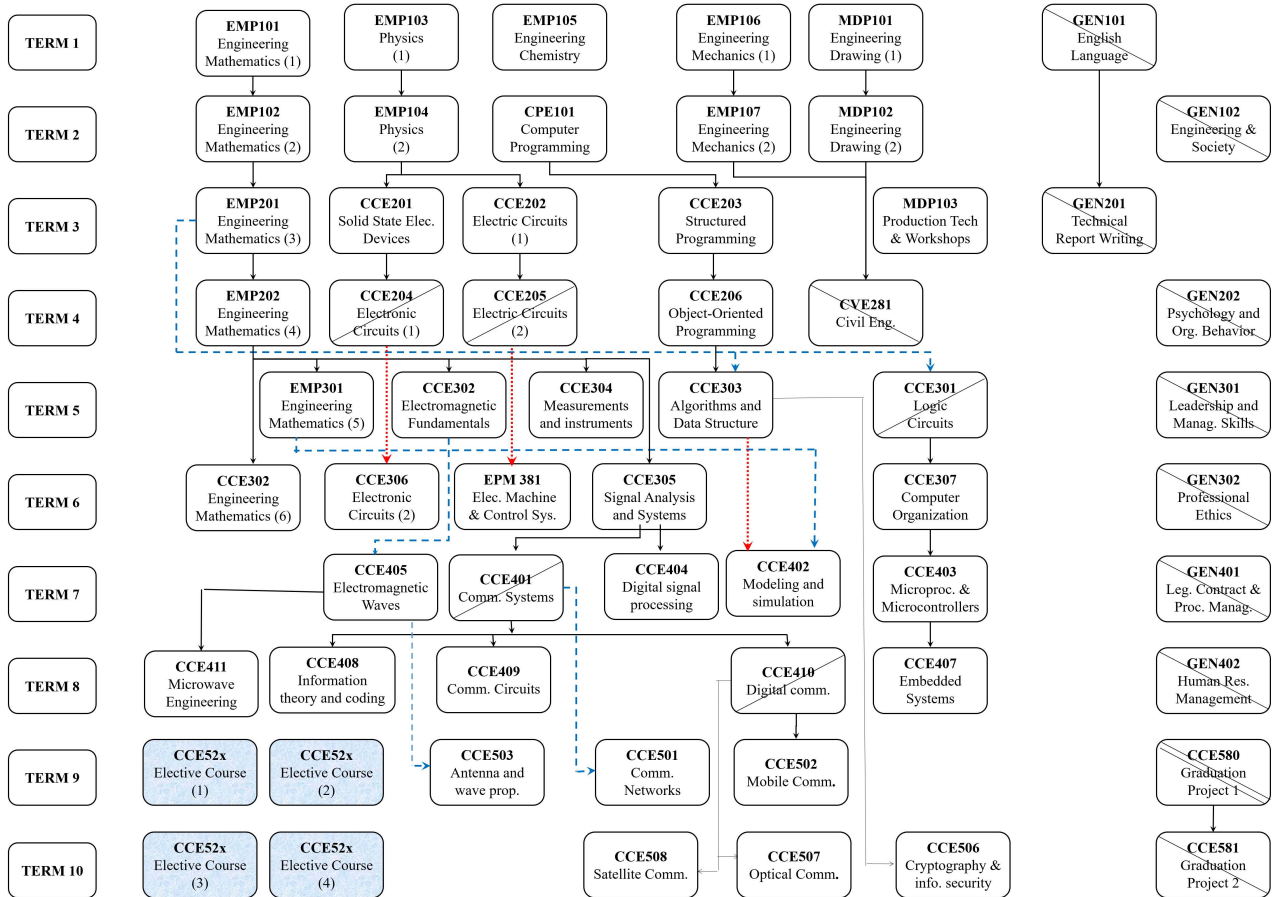 TERM 1
EMP101
Engineering
Mathematics (1)
EMP103
Physics
(1)
EMP105
Engineering
Chemistry
EMP106
Engineering
Mechanics (1)
MDP101
Engineering
Drawing (1)
GEN101
English
Language
TERM 2
EMP102
Engineering
Mathematics (2)
EMP104
Physics
(2)
CPE101
Computer
Programming
EMP107
Engineering
Mechanics (2)
MDP102
Engineering
Drawing (2)
GEN102
Engineering &
Society
TERM 3
EMP201
Engineering
Mathematics (3)
CCE201
Solid State Elec.
Devices
CCE202
Electric Circuits
(1)
CCE203
Structured
Programming
MDP103
Production Tech
& Workshops
GEN201
Technical
Report Writing
TERM 4
EMP202
Engineering
Mathematics (4)
CCE204
Electronic
Circuits (1)
CCE205
Electric Circuits
(2)
CCE206
Object-Oriented
Programming
CVE281
Civil Eng.
GEN202
Psychology and
Org. Behavior
TERM 5
EMP301
Engineering
Mathematics (5)
CCE302
Electromagnetic
Fundamentals
CCE304
Measurements
and instruments
CCE303
Algorithms and
Data Structure
CCE301
Logic
Circuits
GEN301
Leadership and
Manag. Skills
TERM 6
CCE302
Engineering
Mathematics (6)
CCE306
Electronic
Circuits (2)
EPM 381
Elec. Machine
& Control Sys.
CCE305
Signal Analysis
and Systems
CCE307
Computer
Organization
GEN302
Professional
Ethics
TERM 7
CCE405
Electromagnetic
Waves
CCE401
Comm. Systems
CCE404
Digital signal
processing
CCE402
Modeling and
simulation
CCE403
Microproc. &
Microcontrollers
GEN401
Leg. Contract &
Proc. Manag.
TERM 8
CCE411
Microwave
Engineering
CCE408
Information
theory and coding
CCE409
Comm. Circuits
CCE410
Digital comm.
CCE407
Embedded
Systems
GEN402
Human Res.
Management
TERM 9
CCE52x
Elective Course
(1)
CCE52x
Elective Course
(2)
CCE503
Antenna and
wave prop.
CCE501
Comm.
Networks
CCE502
Mobile Comm.
CCE580
Graduation
Project 1
TERM 10
CCE52x
Elective Course
(3)
CCE52x
Elective Course
(4)
CCE508
Satellite Comm.
CCE507
Optical Comm.
CCE506
Cryptography &
info. security
CCE581
Graduation
Project 2